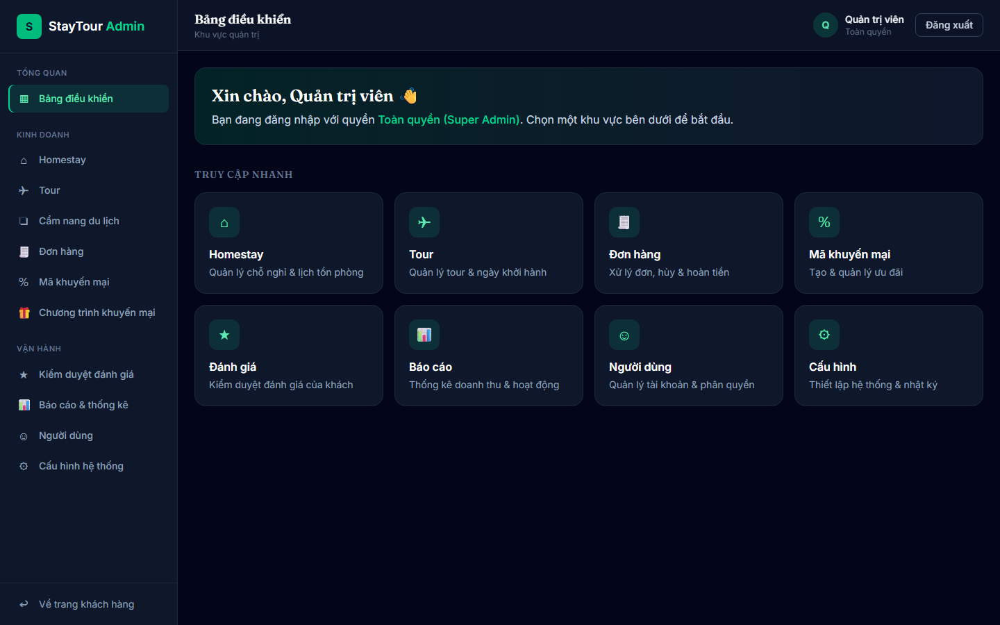 S StayTour Admin
TỔNG QUAN
Bảng điều khiển
KINH DOANH
Homestay
Tour
Cẩm nang du lịch
Đơn hàng
% Mã khuyến mại
Chương trình khuyến mại
VẬN HÀNH
Kiểm duyệt đánh giá
Báo cáo & thống kê
Người dùng
Cấu hình hệ thống
Về trang khách hàng
Bảng điều khiển
Khu vực quản trị
Q
Quản trị viên
Toàn quyền
Đăng xuất
Xin chào, Quản trị viên 👋
Bạn đang đăng nhập với quyền Toàn quyền (Super Admin). Chọn một khu vực bên dưới để bắt đầu.
TRUY CẬP NHANH
Homestay
Quản lý chỗ nghỉ & lịch tồn phòng
Tour
Quản lý tour & ngày khởi hành
Đơn hàng
Xử lý đơn, hủy & hoàn tiền
%
Mã khuyến mại
Tạo & quản lý ưu đãi
Đánh giá
Kiểm duyệt đánh giá của khách
Báo cáo
Thống kê doanh thu & hoạt động
Người dùng
Quản lý tài khoản & phân quyền
Cấu hình
Thiết lập hệ thống & nhật ký